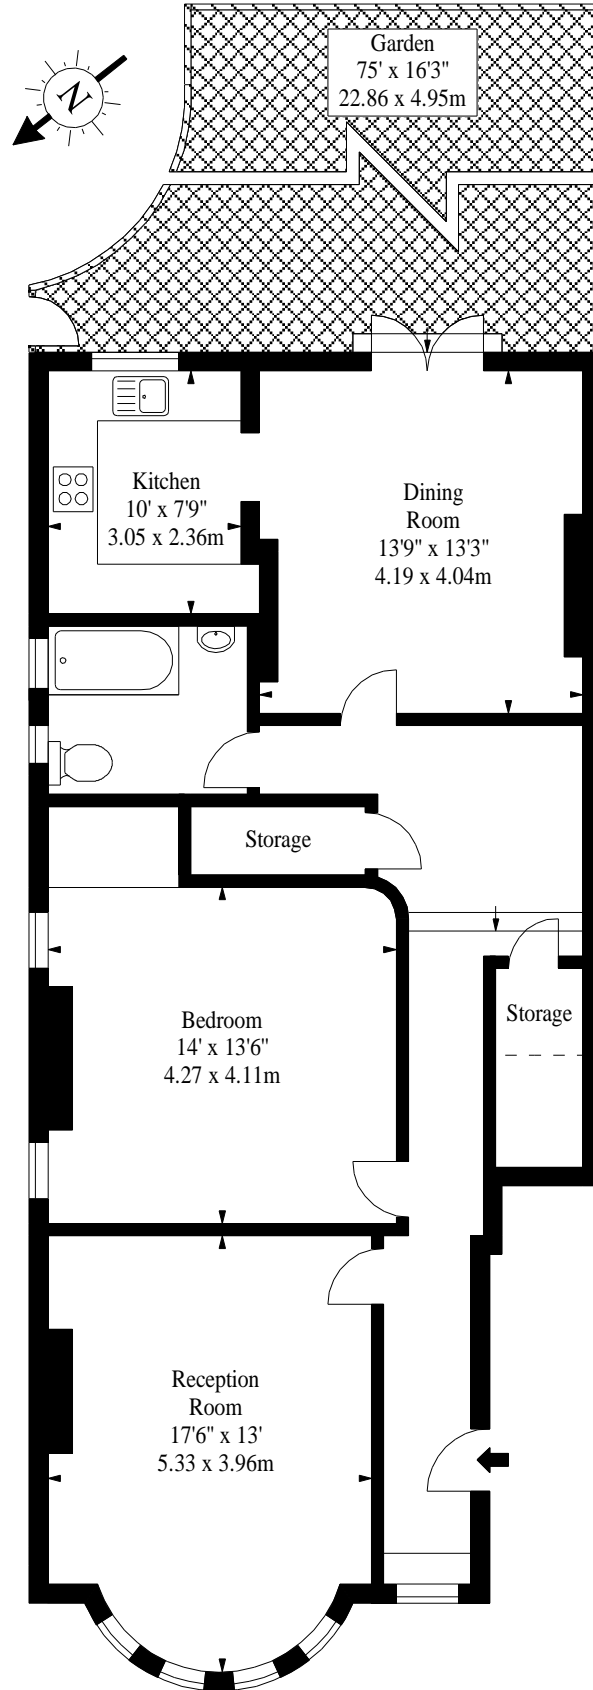 Garden
75' x 16'3"
22.86 x 4.95m
N
Kitchen
10' x 7'9"
3.05 x 2.36m
Dining
Room
13'9" x 13'3"
4.19 x 4.04m
Storage
Bedroom
14' x 13'6"
4.27 x 4.11m
Storage
Reception
Room
17'6" x 13'
5.33 x 3.96m